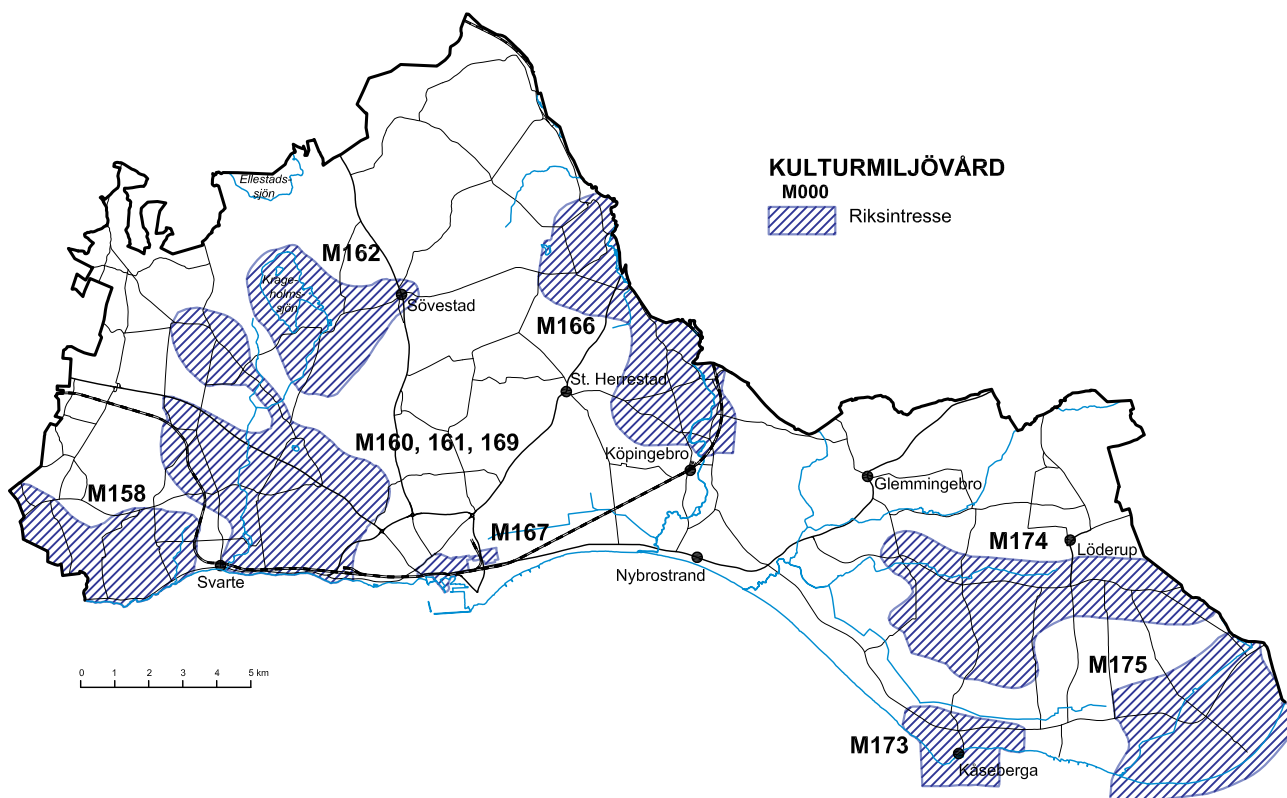 KULTURMILJÖVÅRD
M000
Riksintresse
Ellestads-
sjön
M162
Krage-
holms-
sjön
Sövestad
M166
St. Herrestad
M160, 161, 169
Köpingebro
Glemmingebro
M158
M167
M174
Löderup
Svarte
Nybrostrand
M175
0 1 2 3 4 5 km
M173
Kåseberga